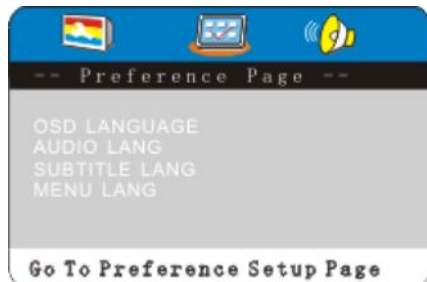 -- Preference Page --
OSD LANGUAGE
AUDIO LANG
SUBTITLE LANG
MENU LANG
Go To Preference Setup Page